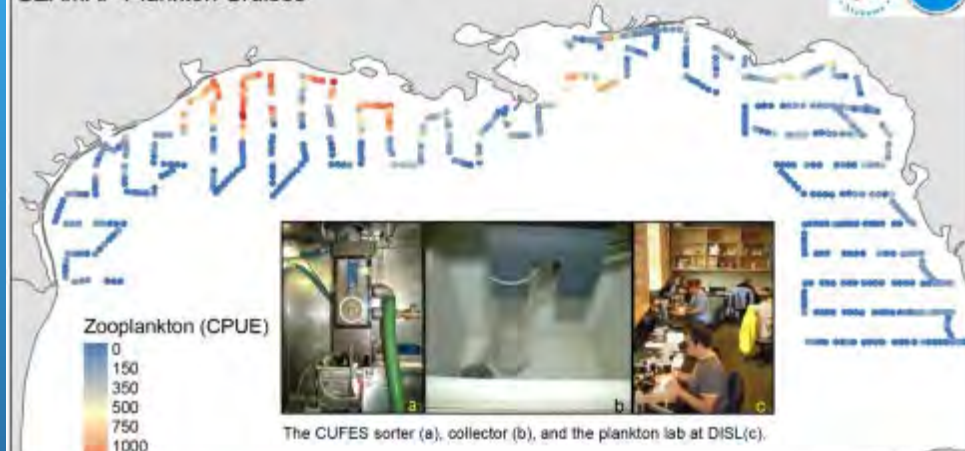 SEAMAP Plankton Cruises
Zooplankton (CPUE)
0
150
350
500
750
1000
a
b
c
The CUFES sorter (a), collector (b), and the plankton lab at DISL(c).